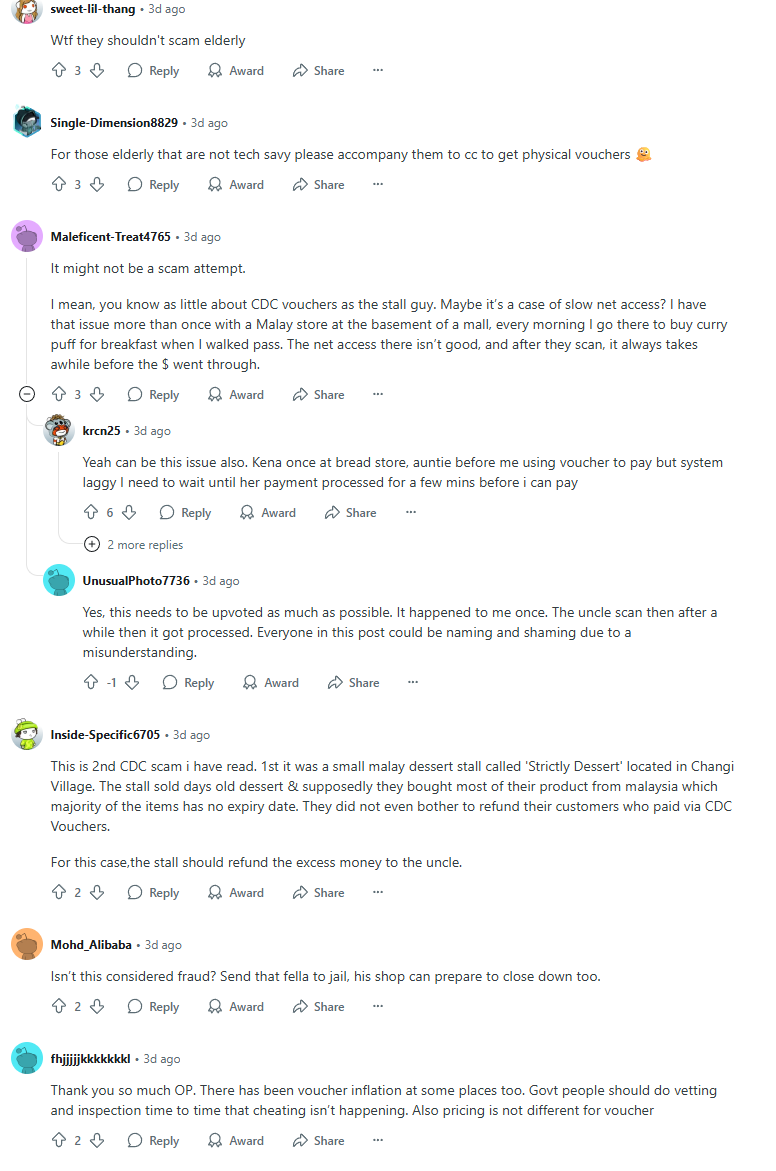 sweet-lil-thang • 3d ago
Wtf they shouldn't scam elderly
3 Reply Award Share ...
Single-Dimension8829 • 3d ago
For those elderly that are not tech savy please accompany them to cc to get physical vouchers
3 Reply Award Share ...
Maleficent-Treat4765 • 3d ago
It might not be a scam attempt.
I mean, you know as little about CDC vouchers as the stall guy. Maybe it's a case of slow net access? I have
that issue more than once with a Malay store at the basement of a mall, every morning I go there to buy curry
puff for breakfast when I walked pass. The net access there isn't good, and after they scan, it always takes
awhile before the $ went through.
3 Reply Award Share ...
krcn25 • 3d ago
Yeah can be this issue also. Kena once at bread store, auntie before me using voucher to pay but system
laggy I need to wait until her payment processed for a few mins before i can pay
6 Reply Award Share ...
2 more replies
UnusualPhoto7736 • 3d ago
Yes, this needs to be upvoted as much as possible. It happened to me once. The uncle scan then after a
while then it got processed. Everyone in this post could be naming and shaming due to a
misunderstanding.
-1 Reply Award Share ...
Inside-Specific6705 • 3d ago
This is 2nd CDC scam i have read. 1st it was a small malay dessert stall called 'Strictly Dessert' located in Changi
Village. The stall sold days old dessert & supposedly they bought most of their product from malaysia which
majority of the items has no expiry date. They did not even bother to refund their customers who paid via CDC
Vouchers.
For this case,the stall should refund the excess money to the uncle.
2 Reply Award Share ...
Mohd_Alibaba • 3d ago
Isn't this considered fraud? Send that fella to jail, his shop can prepare to close down too.
2 Reply Award Share ...
fhjjjjjkkkkkkkl • 3d ago
Thank you so much OP. There has been voucher inflation at some places too. Govt people should do vetting
and inspection time to time that cheating isn't happening. Also pricing is not different for voucher
2 Reply Award Share ...